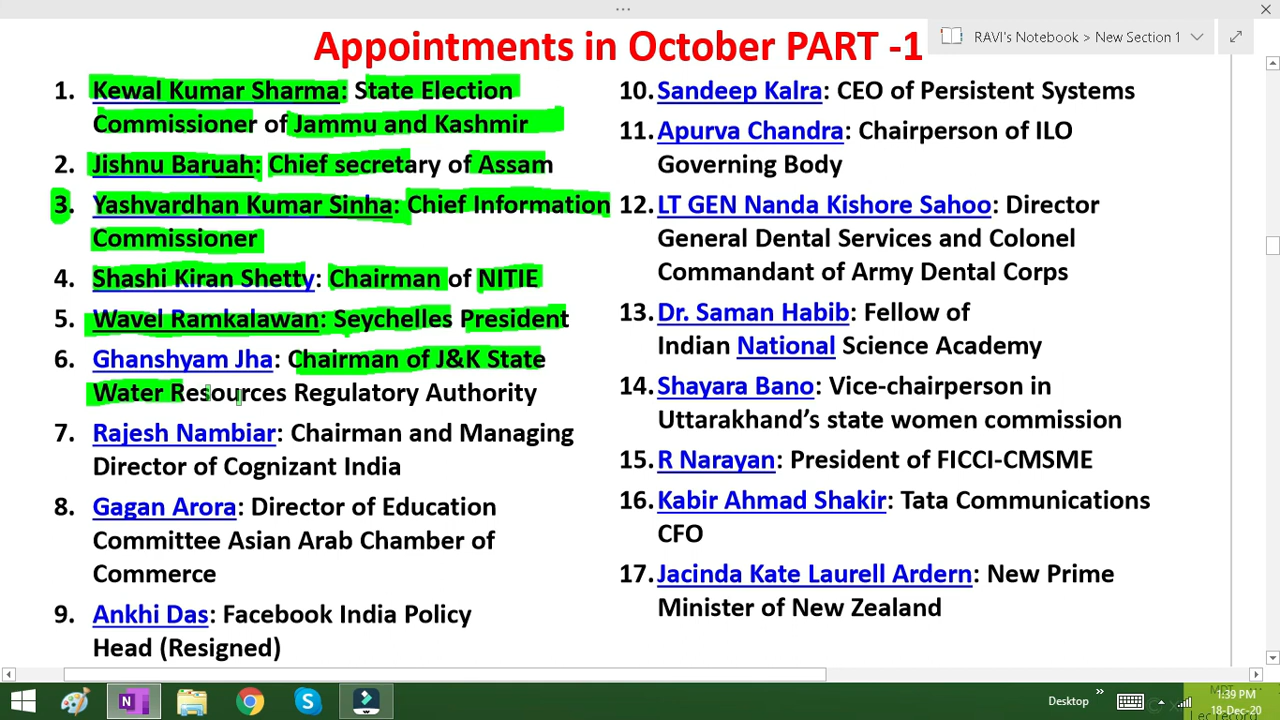 Appointments in October PART -1
RAVI's Notebook > New Section 1
1. Kewal Kumar Sharma: State Election
Commissioner of Jammu and Kashmir
2. Jishnu Baruah: Chief secretary of Assam
3. Yashvardhan Kumar Sinha: Chief Information
Commissioner
4. Shashi Kiran Shetty: Chairman of NITIE
5. Wavel Ramkalawan: Seychelles President
6. Ghanshyam Jha: Chairman of J&K State
Water Resources Regulatory Authority
7. Rajesh Nambiar: Chairman and Managing
Director of Cognizant India
8. Gagan Arora: Director of Education
Committee Asian Arab Chamber of
Commerce
9. Ankhi Das: Facebook India Policy
Head (Resigned)
10. Sandeep Kalra: CEO of Persistent Systems
11. Apurva Chandra: Chairperson of ILO
Governing Body
12. LT GEN Nanda Kishore Sahoo: Director
General Dental Services and Colonel
Commandant of Army Dental Corps
13. Dr. Saman Habib: Fellow of
Indian National Science Academy
14. Shayara Bano: Vice-chairperson in
Uttarakhand's state women commission
15. R Narayan: President of FICCI-CMSME
16. Kabir Ahmad Shakir: Tata Communications
CFO
17. Jacinda Kate Laurell Ardern: New Prime
Minister of New Zealand
Desktop
1:39 PM
18-Dec-20